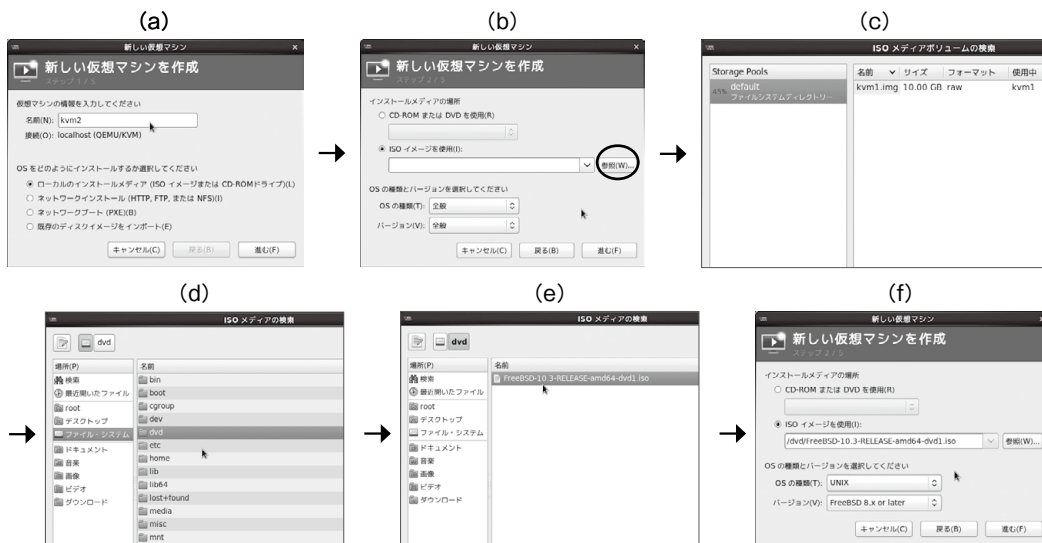 (a)
新しい仮想マシン
新しい仮想マシンを作成
ステップ 1 / 5
仮想マシンの情報を入力してください
名前(N): kvm2
接続(O): localhost (QEMU/KVM)
OS をどのようにインストールするか選択してください
ローカルのインストールメディア (ISO イメージまたは CD-ROMドライブ)(L)
ネットワークインストール (HTTP, FTP, または NFS)(I)
ネットワークブート (PXE)(B)
既存のディスクイメージをインポート(E)
キャンセル(C) 戻る(B) 進む(F)
(b)
新しい仮想マシン
新しい仮想マシンを作成
ステップ 2 / 5
インストールメディアの場所
CD-ROM または DVD を使用(R)
ISO イメージを使用(I):
参照(W)...
OS の種類とバージョンを選択してください
OS の種類(T): 全般
バージョン(V): 全般
キャンセル(C) 戻る(B) 進む(F)
(c)
ISO メディアボリュームの検索
Storage Pools
45% default
ファイルシステムディレクトリー
名前 サイズ フォーマット 使用中
kvm1.img 10.00 GB raw kvm1
(d)
ISO メディアの検索
dvd
場所(P)
検索
最近開いたファイル
root
デスクトップ
ファイル・システム
ドキュメント
音楽
画像
ビデオ
ダウンロード
名前
bin
boot
cgroup
dev
dvd
etc
home
lib
lib64
lost+found
media
misc
mnt
(e)
ISO メディアの検索
dvd
場所(P)
検索
最近開いたファイル
root
デスクトップ
ファイル・システム
ドキュメント
音楽
画像
ビデオ
ダウンロード
名前
FreeBSD-10.3-RELEASE-amd64-dvd1.iso
(f)
新しい仮想マシン
新しい仮想マシンを作成
ステップ 2 / 5
インストールメディアの場所
CD-ROM または DVD を使用(R)
ISO イメージを使用(I):
/dvd/FreeBSD-10.3-RELEASE-amd64-dvd1.iso 参照(W)...
OS の種類とバージョンを選択してください
OS の種類(T): UNIX
バージョン(V): FreeBSD 8.x or later
キャンセル(C) 戻る(B) 進む(F)